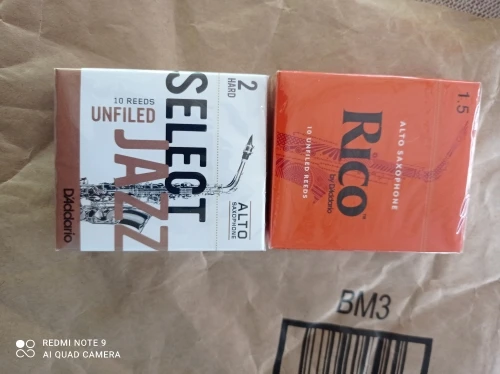 10 REEDS
UNFILED
SELECT
JAZZ
2
HARD
ALTO
SAXOPHONE
D'Addario
1.5
ALTO SAXOPHONE
RICO™
by D'Addario
10 UNFILED REEDS
BM3
REDMI NOTE 9
AI QUAD CAMERA